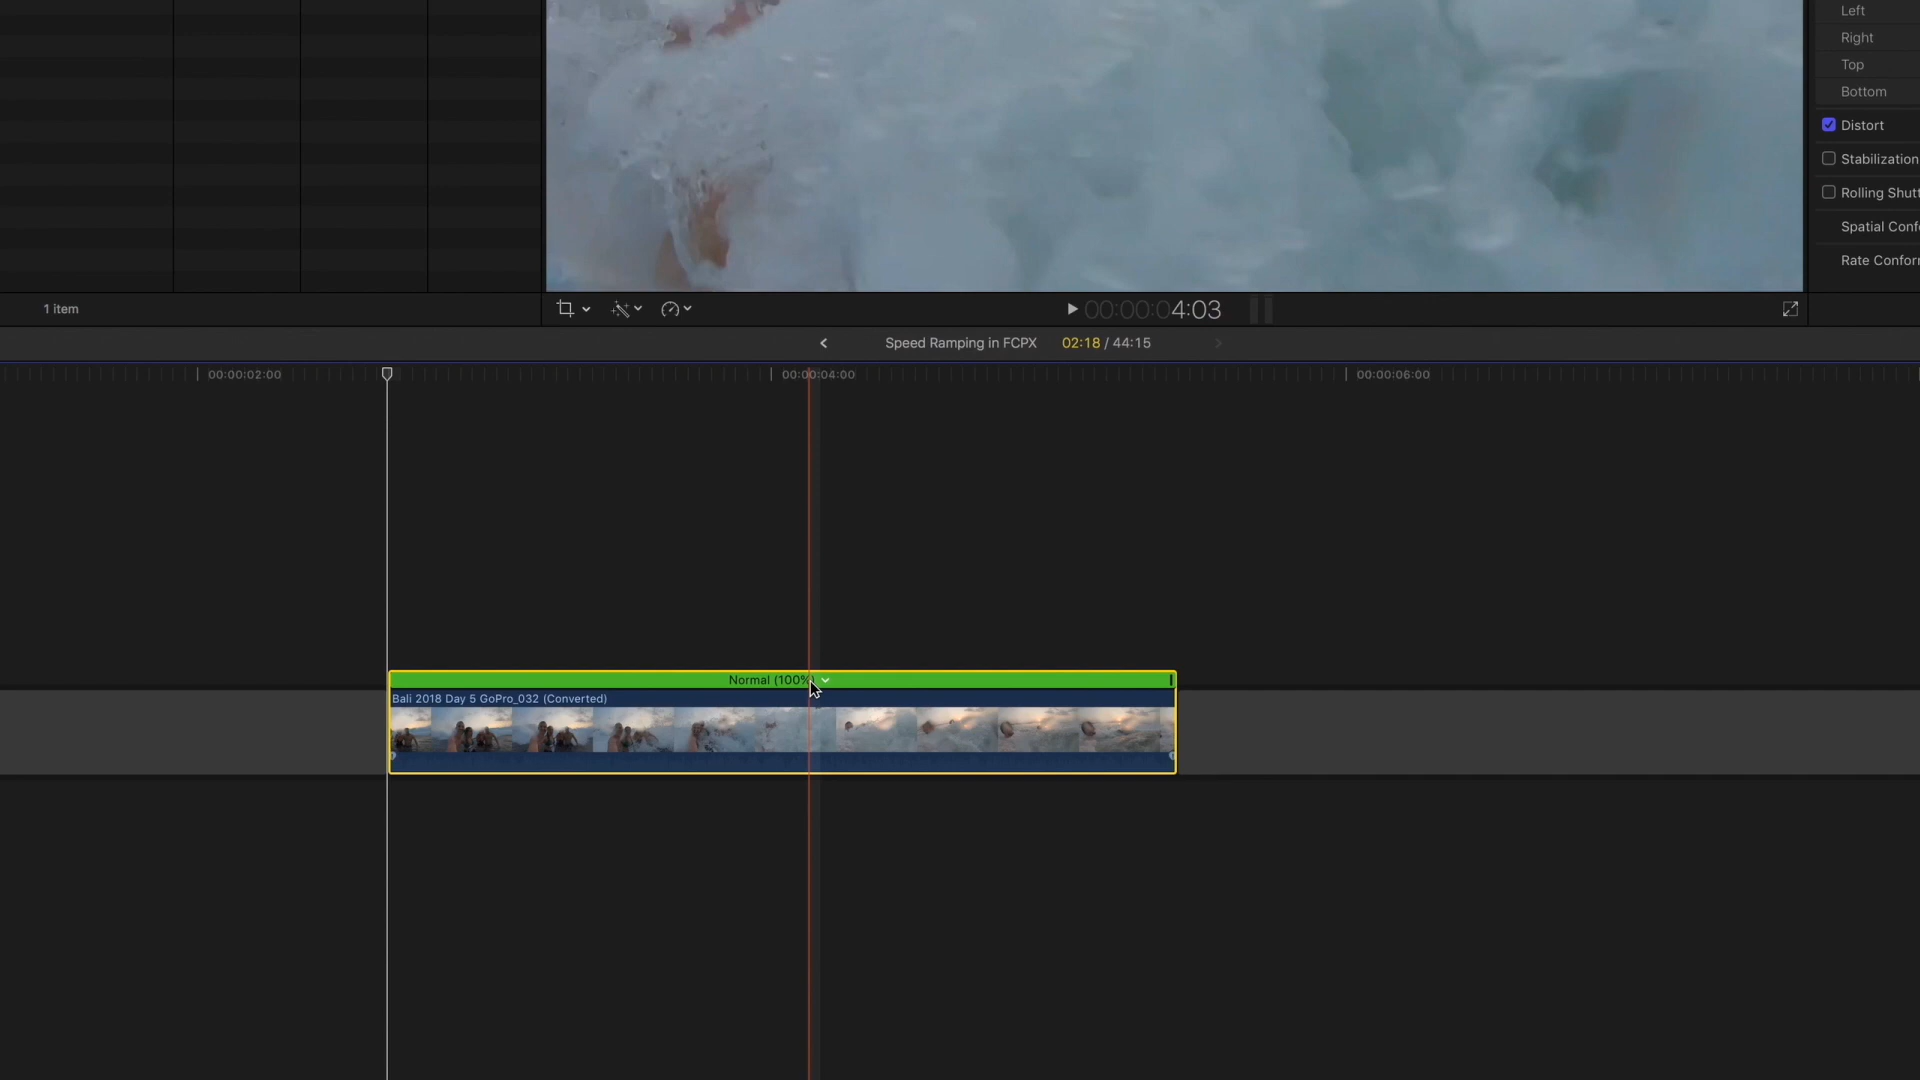 Left
Right
Top
Bottom
Distort
Stabilization
Rolling Shutt
Spatial Confo
Rate Conform
1 item
00:00:04:03
Speed Ramping in FCPX 02:18 / 44:15
00:00:02:00 00:00:04:00 00:00:06:00
Normal (100%)
Bali 2018 Day 5 GoPro_032 (Converted)